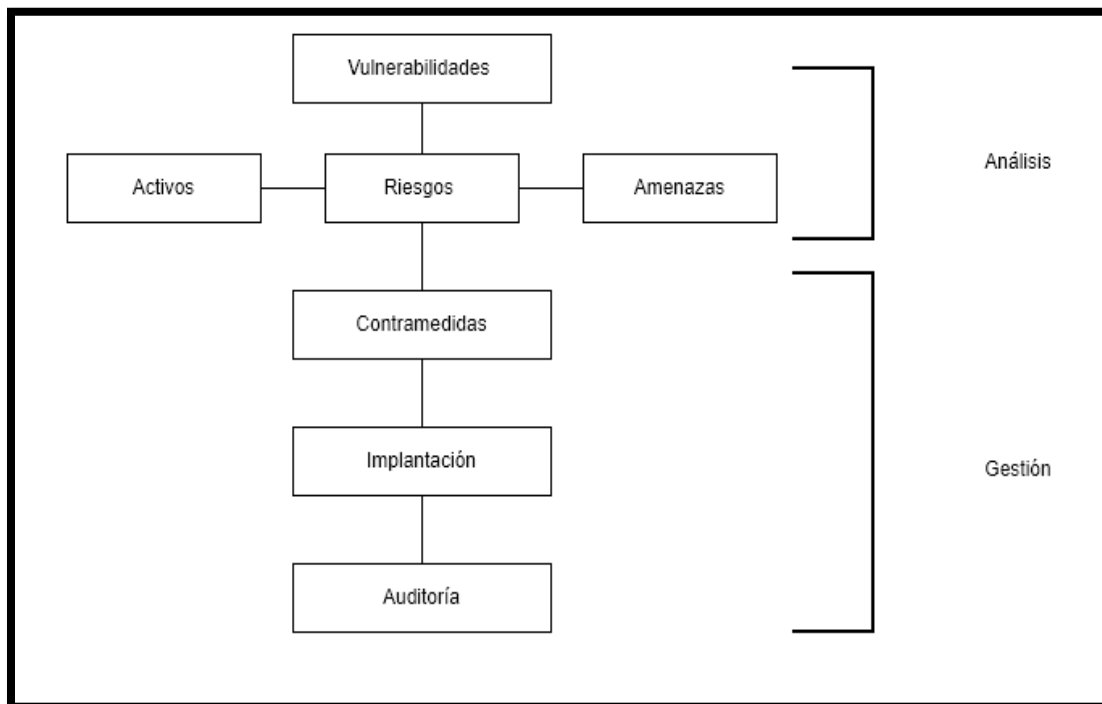 Vulnerabilidades
Activos
Riesgos
Amenazas
Análisis
Contramedidas
Implantación
Gestión
Auditoría